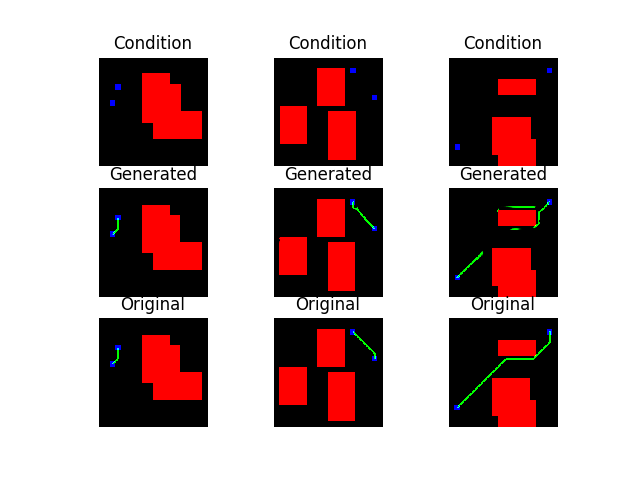 Condition Condition Condition
Generated Generated Generated
Original Original Original